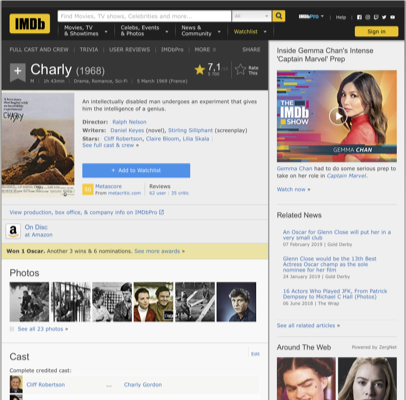 IMDb
Find Movies, TV shows, Celebrities and more...
All
IMDbPro
Help
Movies, TV
& Showtimes
Celebs, Events
& Photos
News &
Community
Watchlist
Sign in
FULL CAST AND CREW | TRIVIA | USER REVIEWS | IMDbPro | MORE
SHARE
Charly (1968)
7,1
Rate
This
M | 1h 43min | Drama, Romance, Sci-Fi | 5 March 1969 (France)
CHARLY
An intellectually disabled man undergoes an experiment that gives
him the intelligence of a genius.
Director: Ralph Nelson
Writers: Daniel Keyes (novel), Stirling Silliphant (screenplay)
Stars: Cliff Robertson, Claire Bloom, Lilia Skala
See full cast & crew »
+ Add to Watchlist
Metascore
From metacritic.com
Reviews
62 user | 35 critic
View production, box office, & company info on IMDbPro
On Disc
at Amazon
Won 1 Oscar. Another 3 wins & 6 nominations. See more awards »
Photos
See all 23 photos »
Cast
Edit
Complete credited cast:
Cliff Robertson ... Charly Gordon
Inside Gemma Chan's Intense
'Captain Marvel' Prep
THE
IMDb
SHOW
GEMMA CHAN
Gemma Chan had to do some serious prep
to take on her role in Captain Marvel.
Watch now »
Related News
An Oscar for Glenn Close will put her in a
very small club
07 February 2019 | Gold Derby
Glenn Close would be the 13th Best
Actress Oscar champ as the sole
nominee for her film
24 January 2019 | Gold Derby
16 Actors Who Played JFK, From Patrick
Dempsey to Michael C Hall (Photos)
06 June 2018 | The Wrap
See all related articles »
Around The Web
Powered by ZergNet